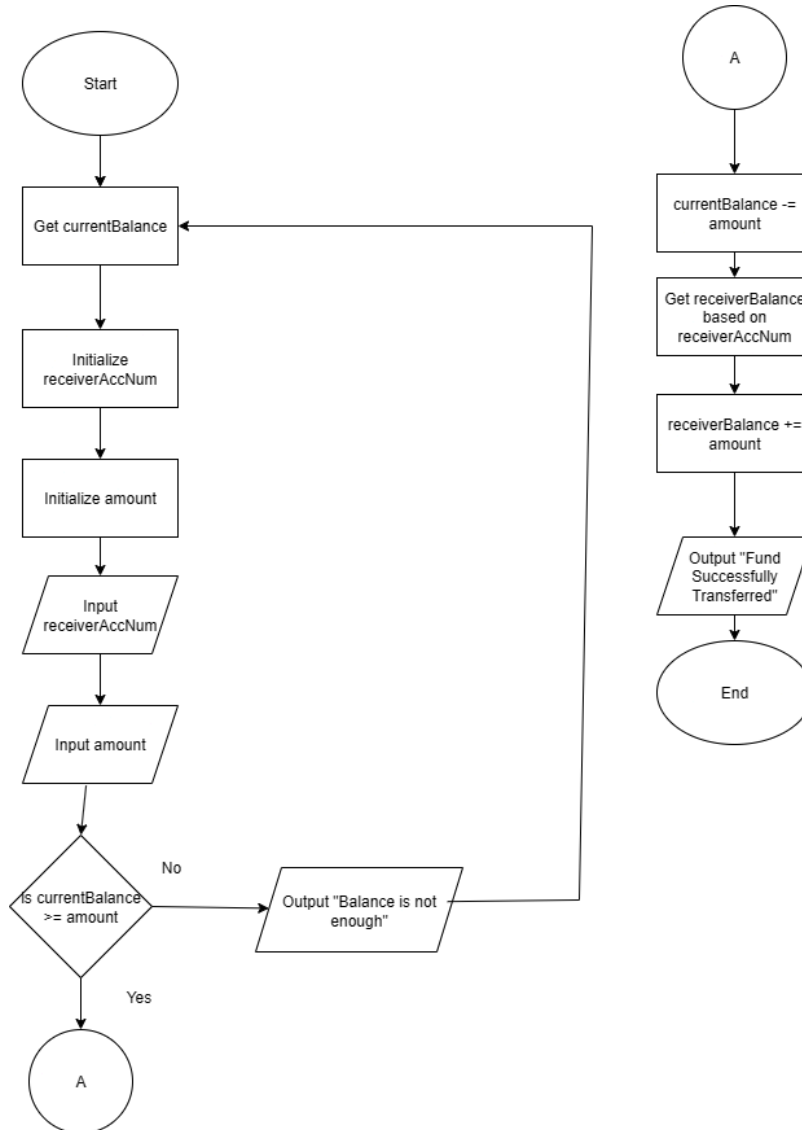 Start
Get currentBalance
Initialize
receiverAccNum
Initialize amount
Input
receiverAccNum
Input amount
Is currentBalance
>= amount
No
Output "Balance is not
enough"
Yes
A
A
currentBalance -=
amount
Get receiverBalance
based on
receiverAccNum
receiverBalance +=
amount
Output "Fund
Successfully
Transferred"
End